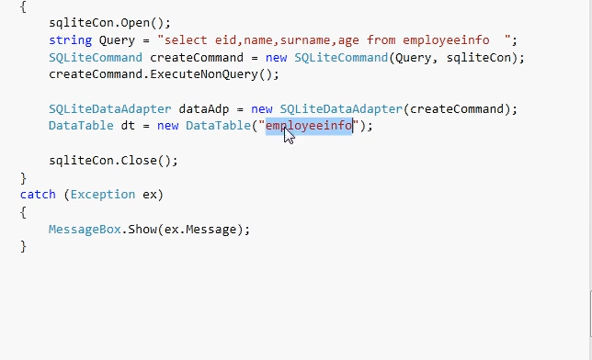 {
sqliteCon.Open();
string Query = "select eid,name,surname,age from employeeinfo  ";
SQLiteCommand createCommand = new SQLiteCommand(Query, sqliteCon);
createCommand.ExecuteNonQuery();
SQLiteDataAdapter dataAdp = new SQLiteDataAdapter(createCommand);
DataTable dt = new DataTable("employeeinfo");
sqliteCon.Close();
}
catch (Exception ex)
{
MessageBox.Show(ex.Message);
}